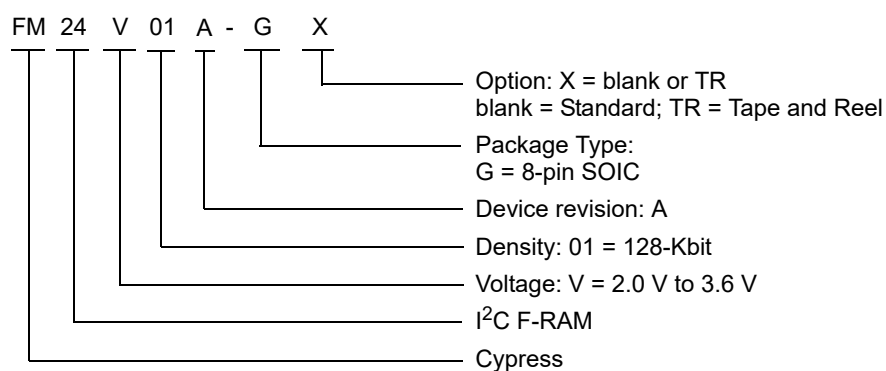 FM 24 V 01 A - G X
Option: X = blank or TR
blank = Standard; TR = Tape and Reel
Package Type:
G = 8-pin SOIC
Device revision: A
Density: 01 = 128-Kbit
Voltage: V = 2.0 V to 3.6 V
I2C F-RAM
Cypress